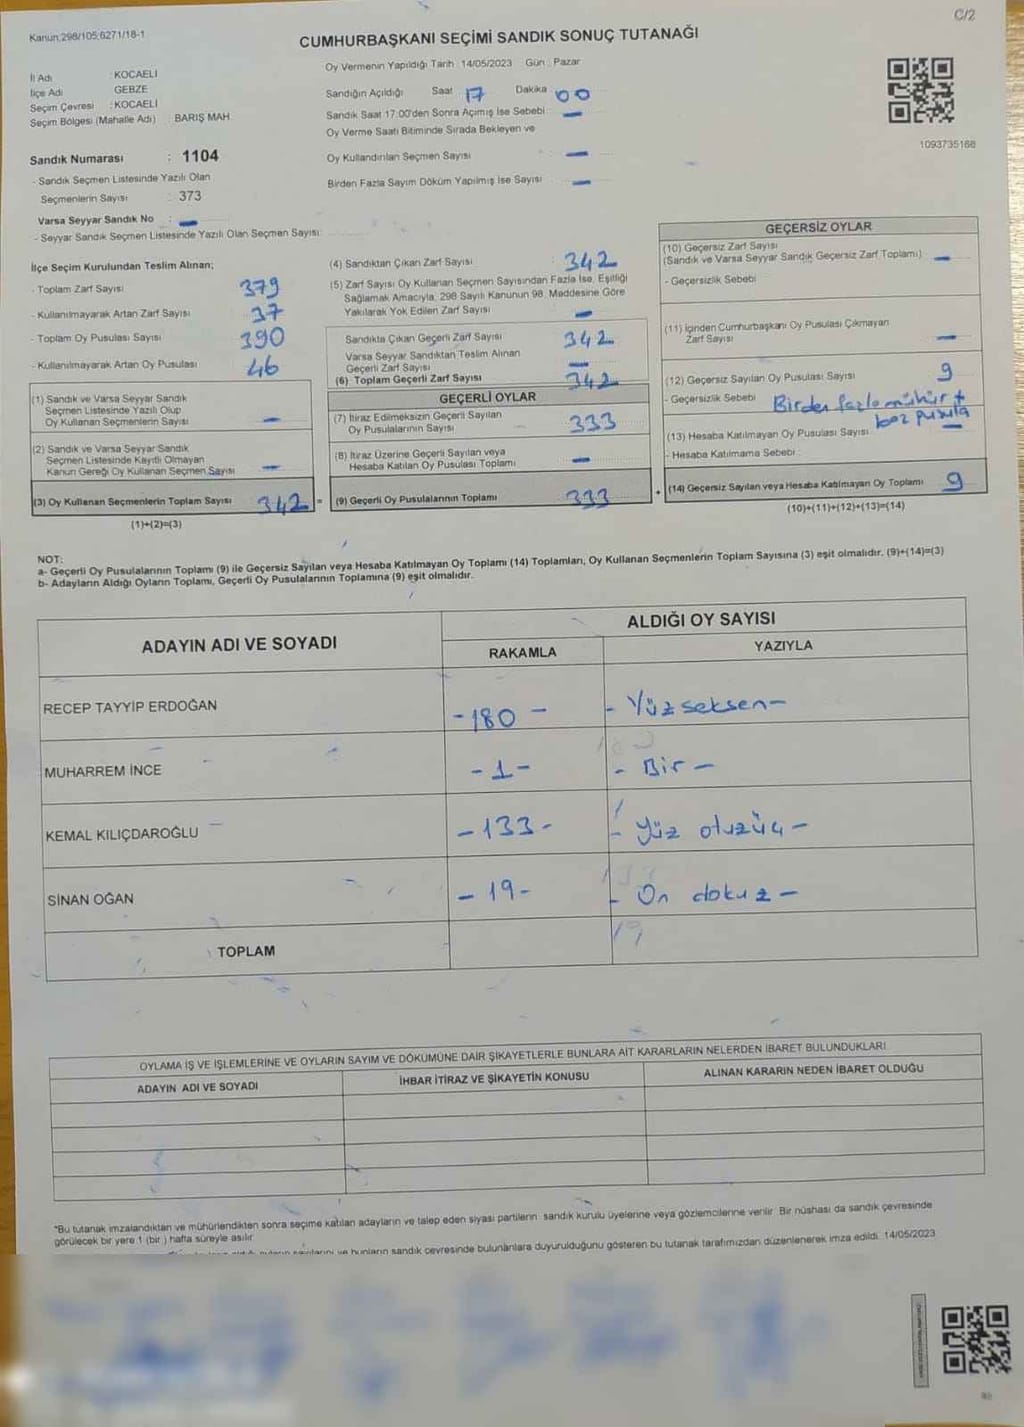 C/2
Kanun:298/105;6271/18-1
CUMHURBAŞKANI SEÇİMİ SANDIK SONUÇ TUTANAĞI
İl Adı : KOCAELİ
İlçe Adı : GEBZE
Seçim Çevresi : KOCAELİ
Seçim Bölgesi (Mahalle Adı) : BARIŞ MAH.
Sandık Numarası : 1104
- Sandık Seçmen Listesinde Yazılı Olan
Seçmenlerin Sayısı : 373
Varsa Seyyar Sandık No : -
- Seyyar Sandık Seçmen Listesinde Yazılı Olan Seçmen Sayısı:
Oy Vermenin Yapıldığı Tarih : 14/05/2023 Gün : Pazar
Sandığın Açıldığı Saat 17 Dakika 00
Sandık Saat 17:00'den Sonra Açımış İse Sebebi : -
Oy Verme Saati Bitiminde Sırada Bekleyen ve
Oy Kullandırılan Seçmen Sayısı : -
Birden Fazla Sayım Döküm Yapılmış İse Sayısı : -
1093735168
İlçe Seçim Kurulundan Teslim Alınan;
- Toplam Zarf Sayısı 379
- Kullanılmayarak Artan Zarf Sayısı 37
- Toplam Oy Pusulası Sayısı 390
- Kullanılmayarak Artan Oy Pusulası 46
(1) Sandık ve Varsa Seyyar Sandık
Seçmen Listesinde Yazılı Olup
Oy Kullanan Seçmenlerin Sayısı -
(2) Sandık ve Varsa Seyyar Sandık
Seçmen Listesinde Kayıtlı Olmayan
Kanun Gereği Oy Kullanan Seçmen Sayısı -
(3) Oy Kullanan Seçmenlerin Toplam Sayısı 342 =
(1)+(2)=(3)
(4) Sandıktan Çıkan Zarf Sayısı : 342
(5) Zarf Sayısı Oy Kullanan Seçmen Sayısından Fazla İse, Eşitliği
Sağlamak Amacıyla, 298 Sayılı Kanunun 98. Maddesine Göre
Yakılarak Yok Edilen Zarf Sayısı -
Sandıkta Çıkan Geçerli Zarf Sayısı 342
Varsa Seyyar Sandıktan Teslim Alınan
Geçerli Zarf Sayısı -
(6) Toplam Geçerli Zarf Sayısı 342
GEÇERLİ OYLAR
(7) İtiraz Edilmeksizin Geçerli Sayılan
Oy Pusulalarının Sayısı 333
(8) İtiraz Üzerine Geçerli Sayılan veya
Hesaba Katılan Oy Pusulası Toplamı -
(9) Geçerli Oy Pusulalarının Toplamı 333 +
GEÇERSİZ OYLAR
(10) Geçersiz Zarf Sayısı
(Sandık ve Varsa Seyyar Sandık Geçersiz Zarf Toplamı) -
- Geçersizlik Sebebi
(11) İçinden Cumhurbaşkanı Oy Pusulası Çıkmayan
Zarf Sayısı -
(12) Geçersiz Sayılan Oy Pusulası Sayısı 9
- Geçersizlik Sebebi Birden fazla mühür +
boz pusula
(13) Hesaba Katılmayan Oy Pusulası Sayısı -
- Hesaba Katılmama Sebebi :
(14) Geçersiz Sayılan veya Hesaba Katılmayan Oy Toplamı 9
(10)+(11)+(12)+(13)=(14)
NOT:
a- Geçerli Oy Pusulalarının Toplamı (9) ile Geçersiz Sayılan veya Hesaba Katılmayan Oy Toplamı (14) Toplamları, Oy Kullanan Seçmenlerin Toplam Sayısına (3) eşit olmalıdır. (9)+(14)=(3)
b- Adayların Aldığı Oyların Toplamı, Geçerli Oy Pusulalarının Toplamına (9) eşit olmalıdır.
ADAYIN ADI VE SOYADI
ALDIĞI OY SAYISI
RAKAMLA YAZIYLA
RECEP TAYYİP ERDOĞAN -180- - Yüzseksen-
MUHARREM İNCE -1- - Bir -
KEMAL KILIÇDAROĞLU -133- - Yüz otuzüç -
SİNAN OĞAN - 19- - On dokuz -
19
TOPLAM
OYLAMA İŞ VE İŞLEMLERİNE VE OYLARIN SAYIM VE DÖKÜMÜNE DAİR ŞİKAYETLERLE BUNLARA AİT KARARLARIN NELERDEN İBARET BULUNDUKLARI
ADAYIN ADI VE SOYADI İHBAR İTİRAZ VE ŞİKAYETİN KONUSU ALINAN KARARIN NEDEN İBARET OLDUĞU
*Bu tutanak imzalandıktan ve mühürlendikten sonra seçime katılan adayların ve talep eden siyasi partilerin sandık kurulu üyelerine veya gözlemcilerine verilir. Bir nüshası da sandık çevresinde
görülecek bir yere 1 (bir ) hafta süreyle asılır.
ve bunların sandık çevresinde bulunanlara duyurulduğunu gösteren bu tutanak tarafımızdan düzenlenerek imza edildi. 14/05/2023